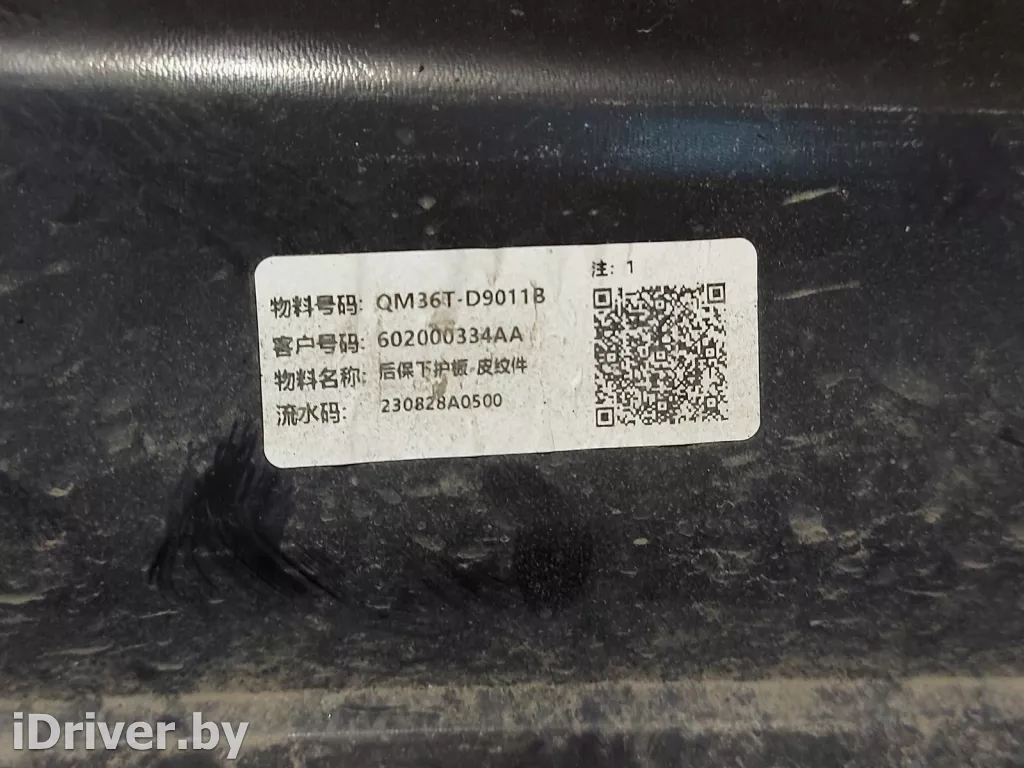 注: 1
物料号码: QM36T-D9011B
客户号码: 602000334AA
物料名称: 后保下护板-皮纹件
流水码: 230828A0500
iDriver.by